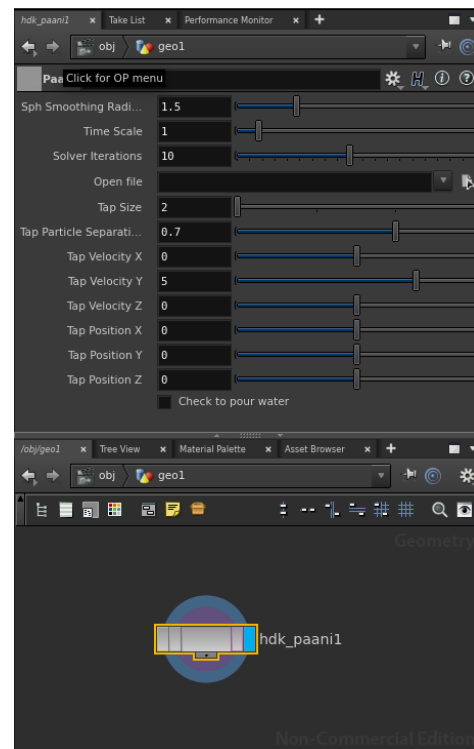 hdk_paani1 × Take List × Performance Monitor × +
obj geo1
Paa Click for OP menu
Sph Smoothing Radi... 1.5
Time Scale 1
Solver Iterations 10
Open file
Tap Size 2
Tap Particle Separati... 0.7
Tap Velocity X 0
Tap Velocity Y 5
Tap Velocity Z 0
Tap Position X 0
Tap Position Y 0
Tap Position Z 0
Check to pour water
/obj/geo1 × Tree View × Material Palette × Asset Browser × +
obj geo1
Geometry
hdk_paani1
Non-Commercial Edition